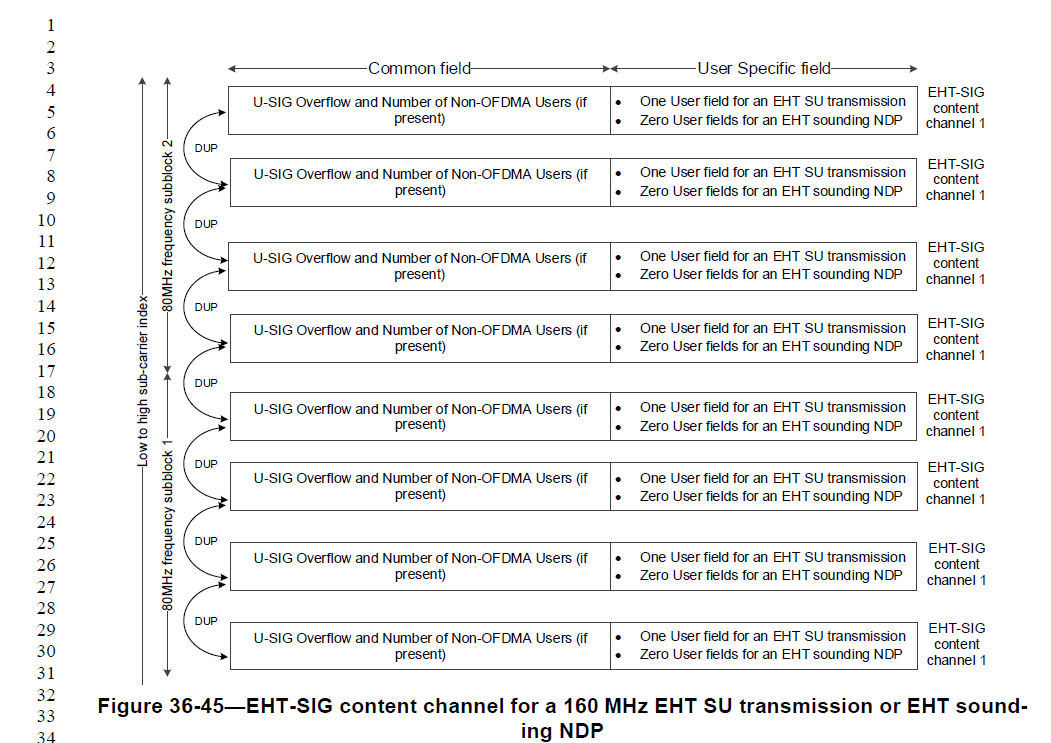 1
2
3
Common field
User Specific field
4
U-SIG Overflow and Number of Non-OFDMA Users (if
present)
• One User field for an EHT SU transmission
• Zero User fields for an EHT sounding NDP
EHT-SIG
content
channel 1
5
6
DUP
7
8
U-SIG Overflow and Number of Non-OFDMA Users (if
present)
• One User field for an EHT SU transmission
• Zero User fields for an EHT sounding NDP
EHT-SIG
content
channel 1
9
10
DUP
11
12
U-SIG Overflow and Number of Non-OFDMA Users (if
present)
• One User field for an EHT SU transmission
• Zero User fields for an EHT sounding NDP
EHT-SIG
content
channel 1
13
14
DUP
15
16
U-SIG Overflow and Number of Non-OFDMA Users (if
present)
• One User field for an EHT SU transmission
• Zero User fields for an EHT sounding NDP
EHT-SIG
content
channel 1
17
DUP
18
19
U-SIG Overflow and Number of Non-OFDMA Users (if
present)
• One User field for an EHT SU transmission
• Zero User fields for an EHT sounding NDP
EHT-SIG
content
channel 1
20
21
DUP
22
23
U-SIG Overflow and Number of Non-OFDMA Users (if
present)
• One User field for an EHT SU transmission
• Zero User fields for an EHT sounding NDP
EHT-SIG
content
channel 1
24
25
DUP
26
27
U-SIG Overflow and Number of Non-OFDMA Users (if
present)
• One User field for an EHT SU transmission
• Zero User fields for an EHT sounding NDP
EHT-SIG
content
channel 1
28
DUP
29
30
U-SIG Overflow and Number of Non-OFDMA Users (if
present)
• One User field for an EHT SU transmission
• Zero User fields for an EHT sounding NDP
EHT-SIG
content
channel 1
31
Low to high sub-carrier index
80MHz frequency subblock 2
80MHz frequency subblock 1
32
33
34
Figure 36-45—EHT-SIG content channel for a 160 MHz EHT SU transmission or EHT sound-
ing NDP